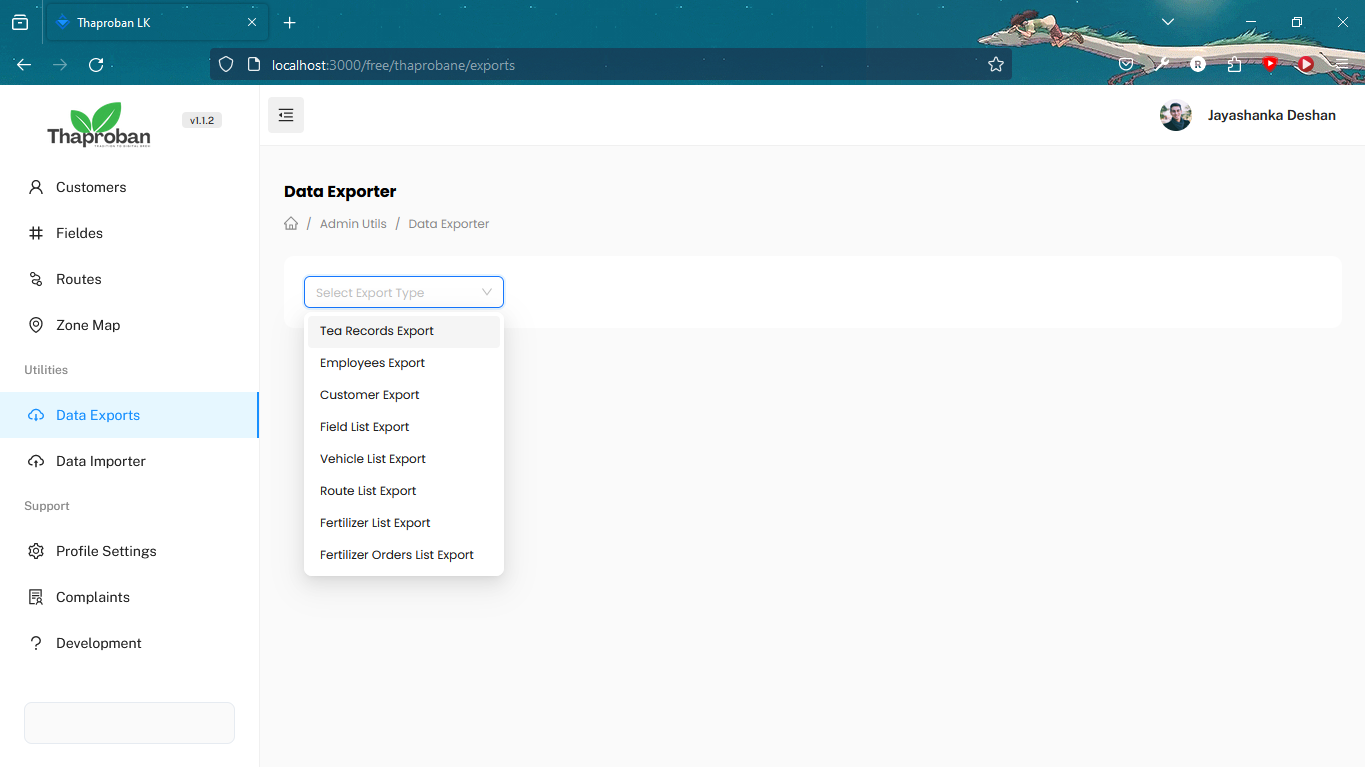 Thaproban LK
localhost:3000/free/thaprobane/exports
R
Thaproban
v1.1.2
Jayashanka Deshan
Customers
Fieldes
Routes
Zone Map
Utilities
Data Exports
Data Importer
Support
Profile Settings
Complaints
Development
Data Exporter
/ Admin Utils / Data Exporter
Select Export Type
Tea Records Export
Employees Export
Customer Export
Field List Export
Vehicle List Export
Route List Export
Fertilizer List Export
Fertilizer Orders List Export